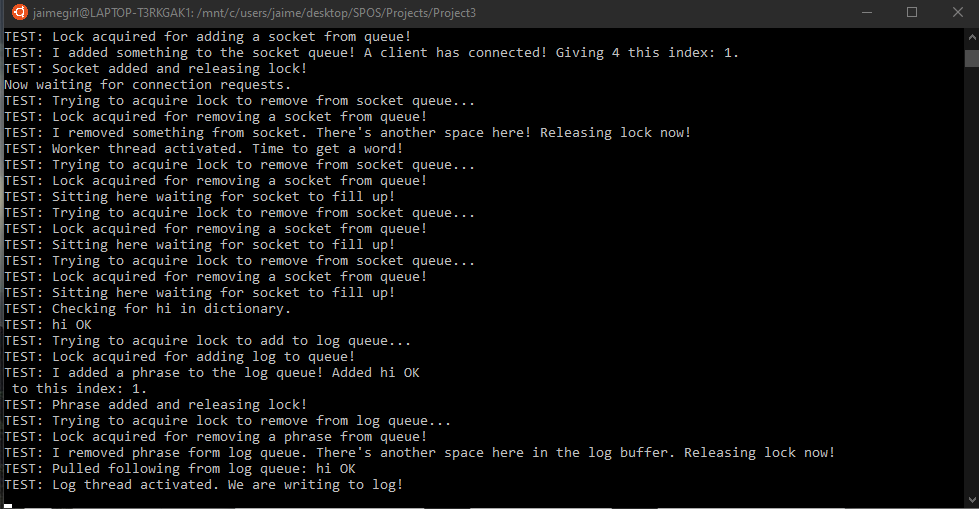 jaimegirl@LAPTOP-T3RKGAK1: /mnt/c/users/jaime/desktop/SPOS/Projects/Project3
TEST: Lock acquired for adding a socket from queue!
TEST: I added something to the socket queue! A client has connected! Giving 4 this index: 1.
TEST: Socket added and releasing lock!
Now waiting for connection requests.
TEST: Trying to acquire lock to remove from socket queue...
TEST: Lock acquired for removing a socket from queue!
TEST: I removed something from socket. There's another space here! Releasing lock now!
TEST: Worker thread activated. Time to get a word!
TEST: Trying to acquire lock to remove from socket queue...
TEST: Lock acquired for removing a socket from queue!
TEST: Sitting here waiting for socket to fill up!
TEST: Trying to acquire lock to remove from socket queue...
TEST: Lock acquired for removing a socket from queue!
TEST: Sitting here waiting for socket to fill up!
TEST: Trying to acquire lock to remove from socket queue...
TEST: Lock acquired for removing a socket from queue!
TEST: Sitting here waiting for socket to fill up!
TEST: Checking for hi in dictionary.
TEST: hi OK
TEST: Trying to acquire lock to add to log queue...
TEST: Lock acquired for adding log to queue!
TEST: I added a phrase to the log queue! Added hi OK
 to this index: 1.
TEST: Phrase added and releasing lock!
TEST: Trying to acquire lock to remove from log queue...
TEST: Lock acquired for removing a phrase from queue!
TEST: I removed phrase form log queue. There's another space here in the log buffer. Releasing lock now!
TEST: Pulled following from log queue: hi OK
TEST: Log thread activated. We are writing to log!